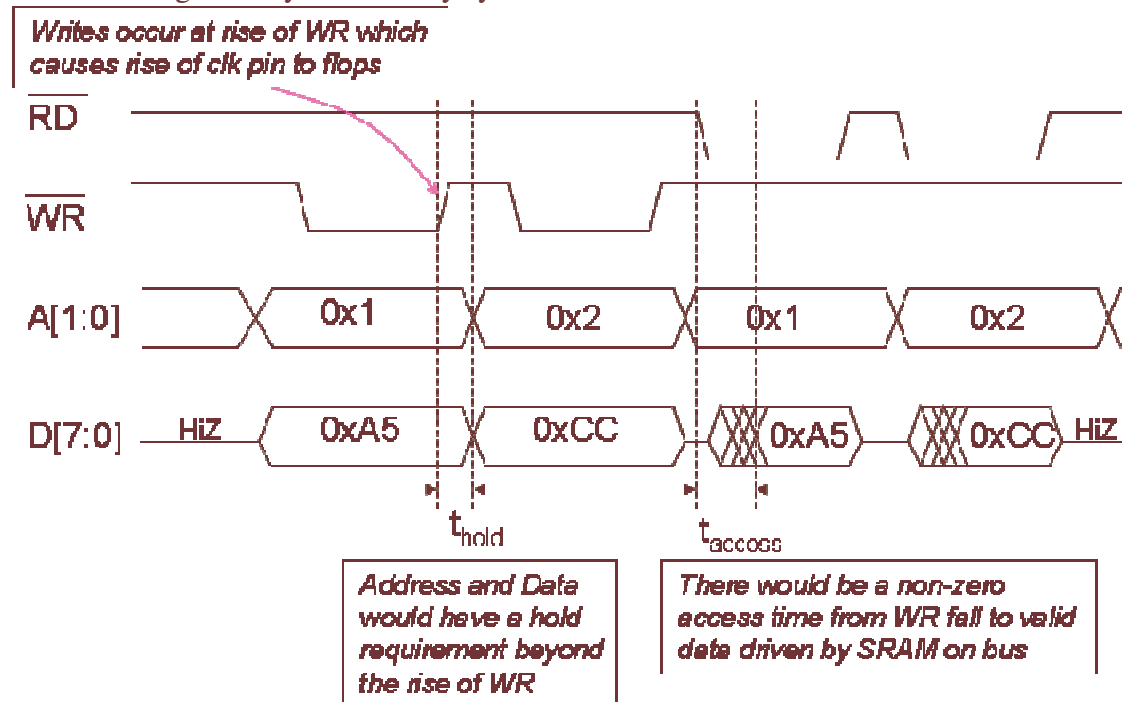 Writes occur at rise of WR which
causes rise of clk pin to flops
RD
WR
A[1:0] 0x1 0x2 0x1 0x2
D[7:0] HiZ 0xA5 0xCC 0xA5 0xCC HiZ
thold taccess
Address and Data
would have a hold
requirement beyond
the rise of WR
There would be a non-zero
access time from WR fall to valid
data driven by SRAM on bus